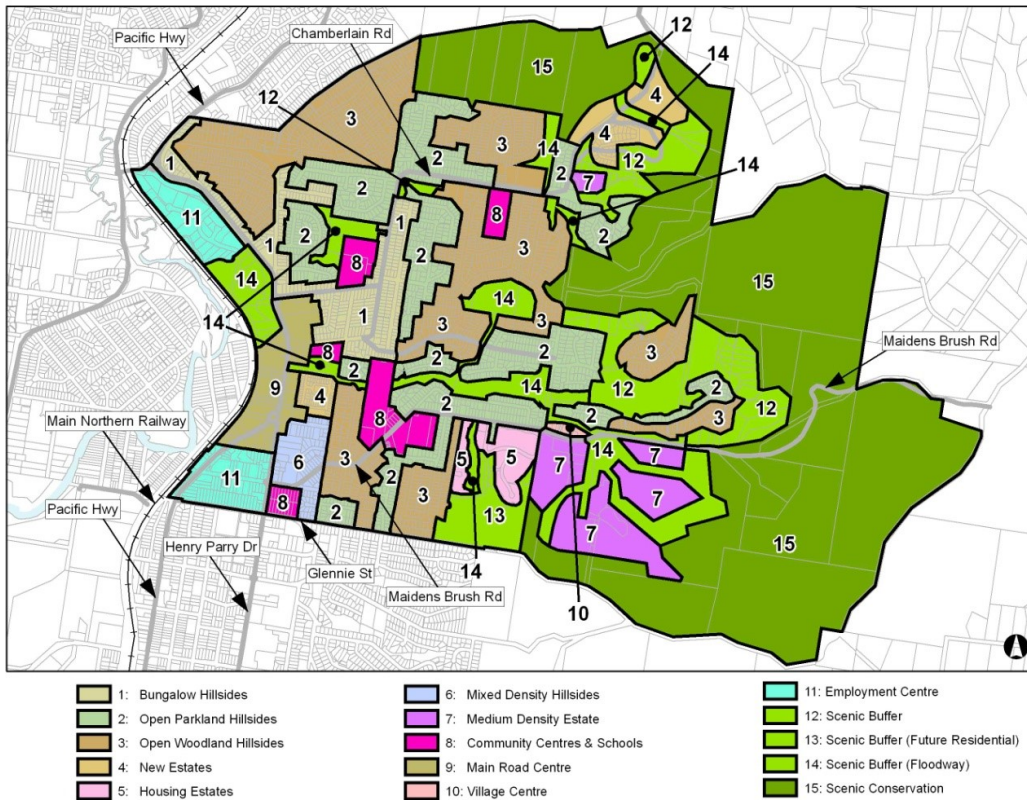 12
Pacific Hwy
Chamberlain Rd
14
15
12
4
3
4
3
14
12
14
1
2
2
7
2
8
11
1
2
1
2
3
2
8
14
15
14
1
14
3
3
3
8
2
2
Maidens Brush Rd
14
12
2
9
4
2
2
3
12
8
Main Northern Railway
3
5
5
14
7
11
6
2
7
7
Pacific Hwy
8
2
3
13
7
15
Henry Parry Dr
Glennie St
14
Maidens Brush Rd
10
1: Bungalow Hillsides
2: Open Parkland Hillsides
3: Open Woodland Hillsides
4: New Estates
5: Housing Estates
6: Mixed Density Hillsides
7: Medium Density Estate
8: Community Centres & Schools
9: Main Road Centre
10: Village Centre
11: Employment Centre
12: Scenic Buffer
13: Scenic Buffer (Future Residential)
14: Scenic Buffer (Floodway)
15: Scenic Conservation